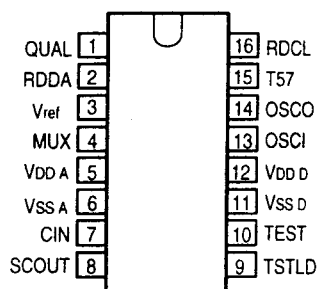 QUAL 1 16 RDCL
RDDA 2 15 T57
Vref 3 14 OSCO
MUX 4 13 OSCI
VDD A 5 12 VDD D
VSS A 6 11 VSS D
CIN 7 10 TEST
SCOUT 8 9 TSTLD